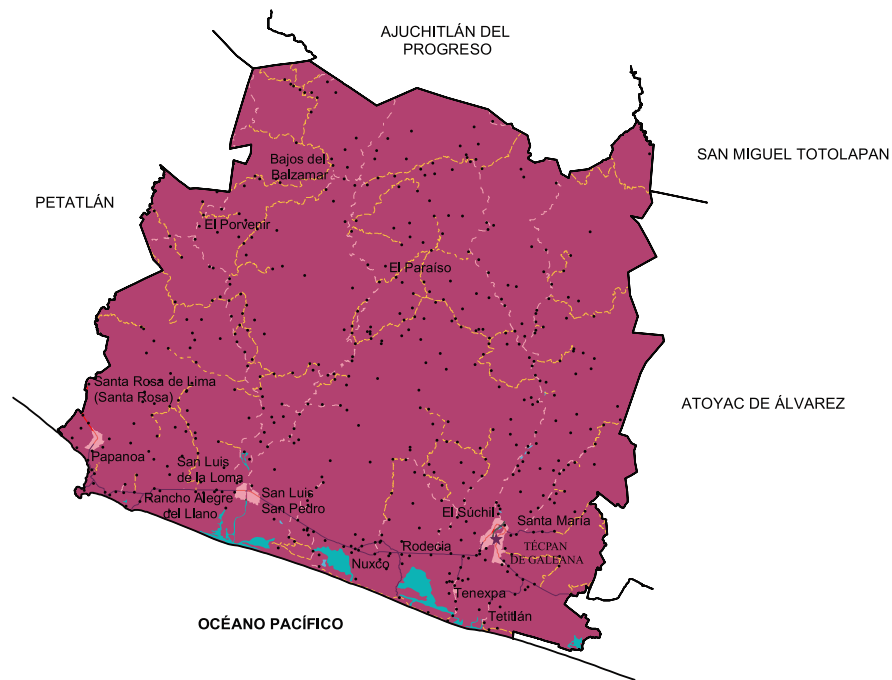 AJUCHITLÁN DEL
PROGRESO
SAN MIGUEL TOTOLAPAN
PETATLÁN
Bajos del
Balzamar
El Porvenir
El Paraíso
Santa Rosa de Lima
(Santa Rosa)
ATOYAC DE ÁLVAREZ
Papanoa
San Luis
de la Loma
Rancho Alegre
del Llano
San Luis
San Pedro
El Súchil
Santa María
Rodecia
TÉCPAN
DE GALEANA
Nuxco
Tenexpa
Tetitlán
OCÉANO PACÍFICO